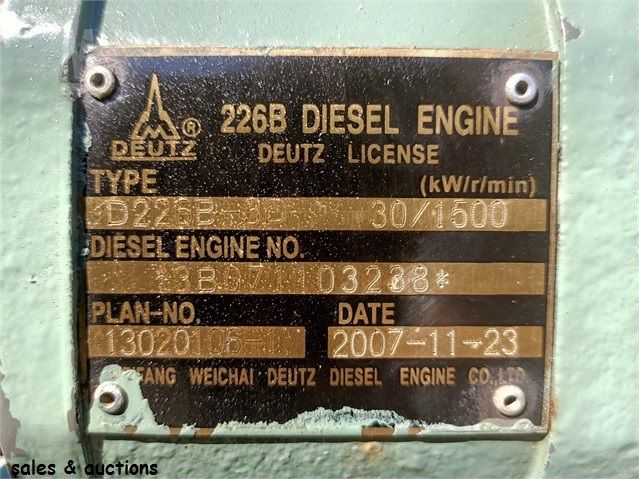 DEUTZ ®
226B DIESEL ENGINE
DEUTZ LICENSE
TYPE (kW/r/min)
30/1500
DIESEL ENGINE NO.
PLAN-NO. DATE
2007-11-23
WEICHAI DEUTZ DIESEL ENGINE CO.,LTD
sales & auctions